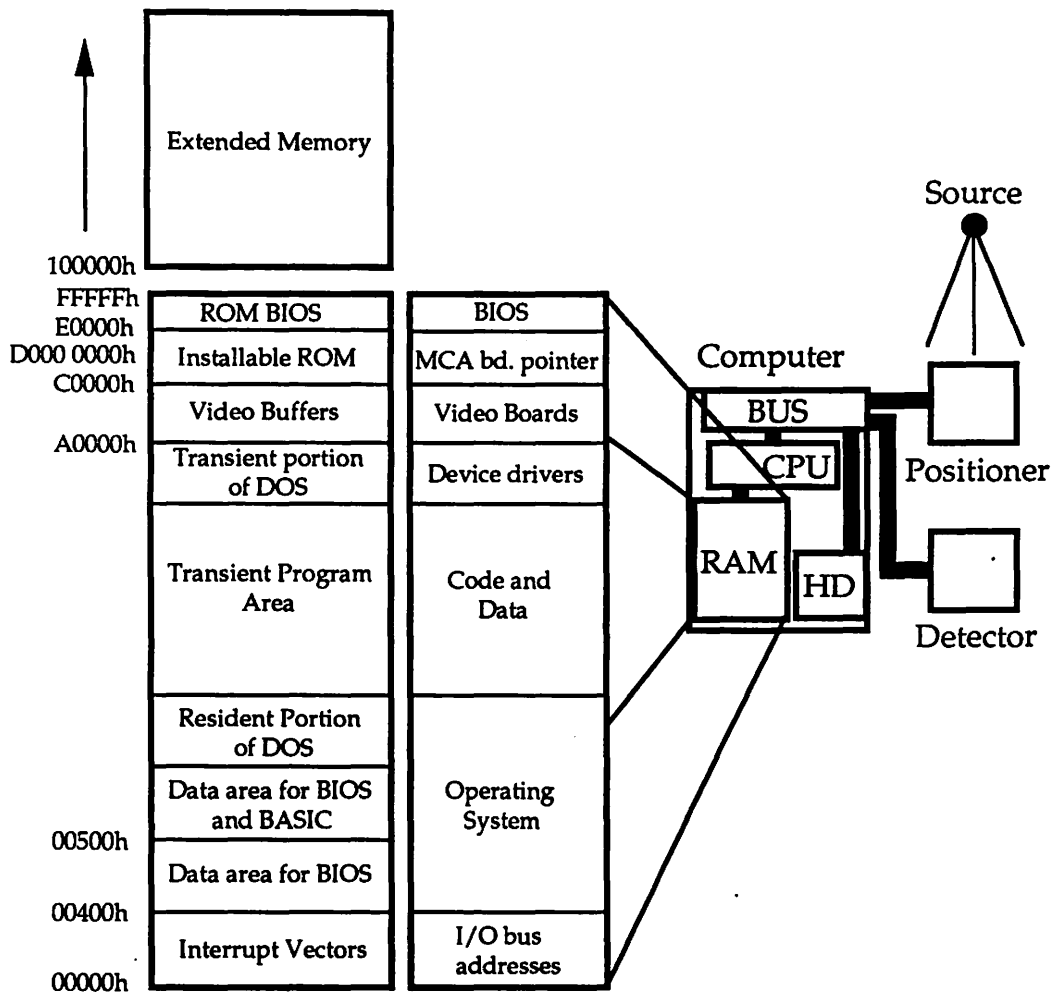 Extended Memory
100000h
FFFFFh
E0000h
D000 0000h
C0000h
A0000h
00500h
00400h
00000h
ROM BIOS
Installable ROM
Video Buffers
Transient portion
of DOS
Transient Program
Area
Resident Portion
of DOS
Data area for BIOS
and BASIC
Data area for BIOS
Interrupt Vectors
BIOS
MCA bd. pointer
Video Boards
Device drivers
Code and
Data
Operating
System
I/O bus
addresses
Computer
BUS
CPU
RAM
HD
Source
Positioner
Detector